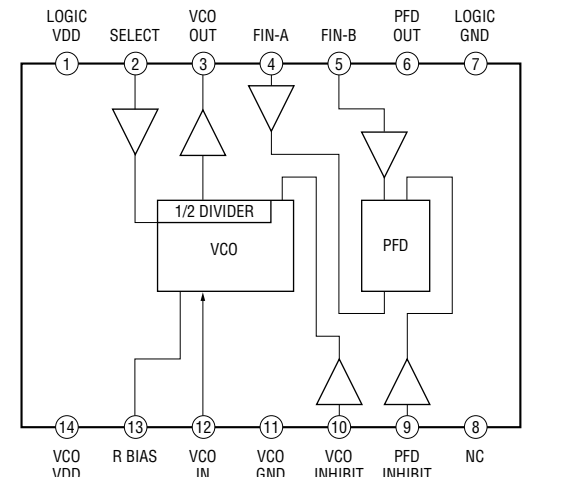 LOGIC VCO PFD LOGIC
VDD SELECT OUT FIN-A FIN-B OUT GND
1 2 3 4 5 6 7
1/2 DIVIDER
VCO PFD
14 13 12 11 10 9 8
VCO R BIAS VCO VCO VCO PFD NC
VDD IN GND INHIBIT INHIBIT